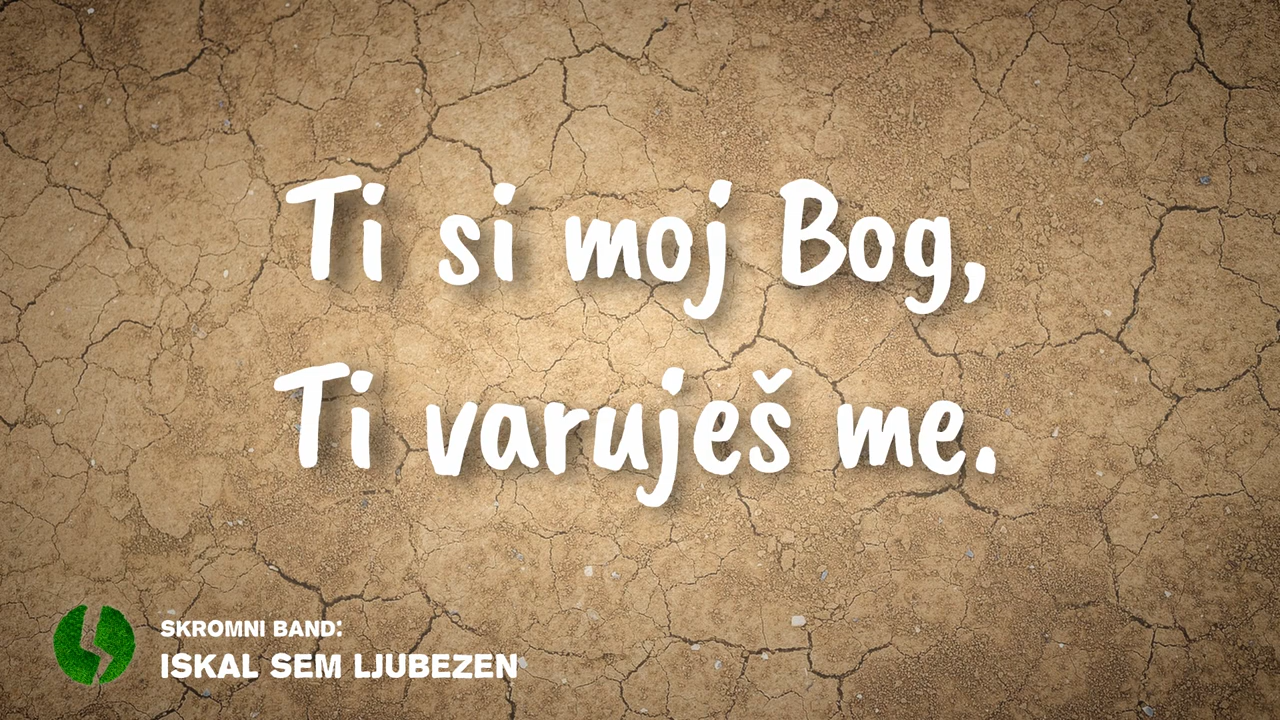 Ti si moj Bog,
Ti varuješ me.
SKROMNI BAND:
ISKAL SEM LJUBEZEN